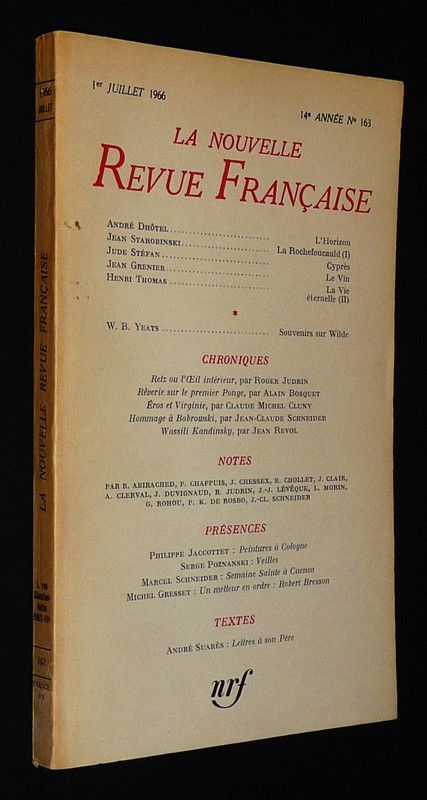 1er JUILLET 1966
14e ANNÉE No 163
LA NOUVELLE
REVUE FRANÇAISE
ANDRÉ DHÔTEL.......................... L'Horizon
JEAN STAROBINSKI...................... La Rochefoucauld (I)
JUDE STÉFAN.......................... Cyprès
JEAN GRENIER......................... Le Vin
HENRI THOMAS ........................ La Vie
éternelle (II)
*
W. B. YEATS ........................... Souvenirs sur Wilde
CHRONIQUES
Retz ou l'Œil intérieur, par ROGER JUDRIN
Rêverie sur le premier Ponge, par ALAIN BOSQUET
Éros et Virginie, par CLAUDE MICHEL CLUNY
Hommage à Bobrowski, par JEAN-CLAUDE SCHNEIDER
Wassili Kandinsky, par JEAN REVOL
NOTES
PAR R. ABIRACHED, P. CHAPPUIS, J. CHESSEX, B. CHOLLET, J. CLAIR,
A. CLERVAL, J. DUVIGNAUD, R. JUDRIN, J.-J. LÉVÊQUE, L. MORIN,
G. ROHOU, P. K. DE ROSBO, J.-CL. SCHNEIDER
PRÉSENCES
PHILIPPE JACCOTTET : Peintures à Cologne
SERGE POZNANSKI : Veilles
MARCEL SCHNEIDER : Semaine Sainte à Cuenca
MICHEL GRESSET : Un metteur en ordre : Robert Bresson
TEXTES
ANDRÉ SUARÈS : Lettres à son Père
nrf
1966
JUILLET
LA NOUVELLE REVUE FRANÇAISE
163